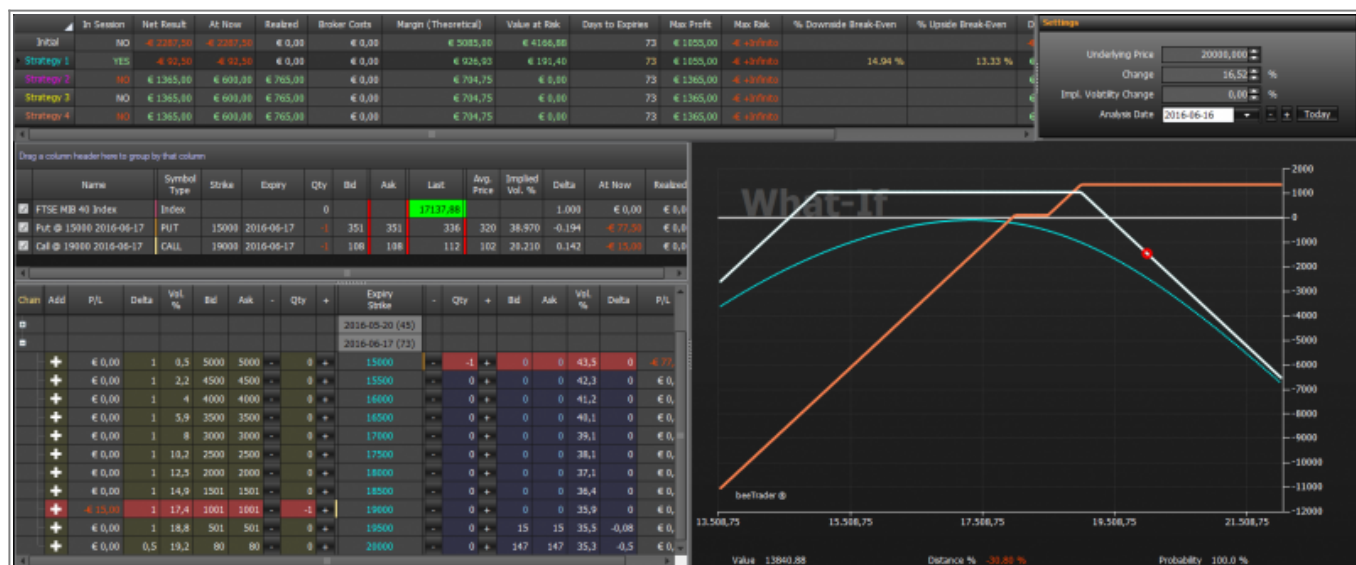 In Session Net Result At Now Realized Broker Costs Margin (Theoretical) Value at Risk Days to Expiries Max Profit Max Risk % Downside Break-Even % Upside Break-Even D
Initial NO -€ 2287,50 -€ 2287,50 € 0,00 € 0,00 € 5085,00 € 4166,88 73 € 1055,00 -€ +Infinito
Strategy 1 YES -€ 92,50 -€ 92,50 € 0,00 € 0,00 € 926,93 € 191,40 73 € 1055,00 -€ +Infinito 14.94 % 13.33 %
Strategy 2 NO € 1365,00 € 600,00 € 765,00 € 0,00 € 704,75 € 0,00 73 € 1365,00 -€ +Infinito
Strategy 3 NO € 1365,00 € 600,00 € 765,00 € 0,00 € 704,75 € 0,00 73 € 1365,00 -€ +Infinito
Strategy 4 NO € 1365,00 € 600,00 € 765,00 € 0,00 € 704,75 € 0,00 73 € 1365,00 -€ +Infinito
Settings
Underlying Price 20000,000
Change 16,52 %
Impl. Volatility Change 0,00 %
Analysis Date 2016-06-16 - + Today
Drag a column header here to group by that column
Name Symbol Type Strike Expiry Qty Bid Ask Last Avg. Price Implied Vol. % Delta At Now Realized
FTSE MIB 40 Index Index 0 17137,88 1.000 € 0,00 € 0,0
Put @ 15000 2016-06-17 PUT 15000 2016-06-17 -1 351 351 336 320 38.970 -0.194 -€ 77,50 € 0,0
Call @ 19000 2016-06-17 CALL 19000 2016-06-17 -1 108 108 112 102 20.210 0.142 -€ 15,00 € 0,0
Chain Add P/L Delta Vol. % Bid Ask - Qty + Expiry Strike - Qty + Bid Ask Vol. % Delta P/L
2016-05-20 (45)
2016-06-17 (73)
€ 0,00 1 0,5 5000 5000 - 0 + 15000 - -1 + 0 0 43,5 0 -€ 77,
€ 0,00 1 2,2 4500 4500 - 0 + 15500 - 0 + 0 0 42,3 0 € 0,
€ 0,00 1 4 4000 4000 - 0 + 16000 - 0 + 0 0 41,2 0 € 0,
€ 0,00 1 5,9 3500 3500 - 0 + 16500 - 0 + 0 0 40,1 0 € 0,
€ 0,00 1 8 3000 3000 - 0 + 17000 - 0 + 0 0 39,1 0 € 0,
€ 0,00 1 10,2 2500 2500 - 0 + 17500 - 0 + 0 0 38,1 0 € 0,
€ 0,00 1 12,5 2000 2000 - 0 + 18000 - 0 + 0 0 37,1 0 € 0,
€ 0,00 1 14,9 1501 1501 - 0 + 18500 - 0 + 0 0 36,4 0 € 0,
-€ 15,00 1 17,4 1001 1001 - -1 + 19000 - 0 + 0 0 35,9 0 € 0,
€ 0,00 1 18,8 501 501 - 0 + 19500 - 0 + 15 15 35,5 -0,08 € 0,
€ 0,00 0,5 19,2 80 80 - 0 + 20000 - 0 + 147 147 35,3 -0,5 € 0,
What-If
2000
1000
0
-1000
-2000
-3000
-4000
-5000
-6000
-7000
-8000
-9000
-10000
-11000
-12000
beeTrader ®
13.508,75 15.508,75 17.508,75 19.508,75 21.508,75
Value 13840,88 Distance % -30.80 % Probability 100.0 %